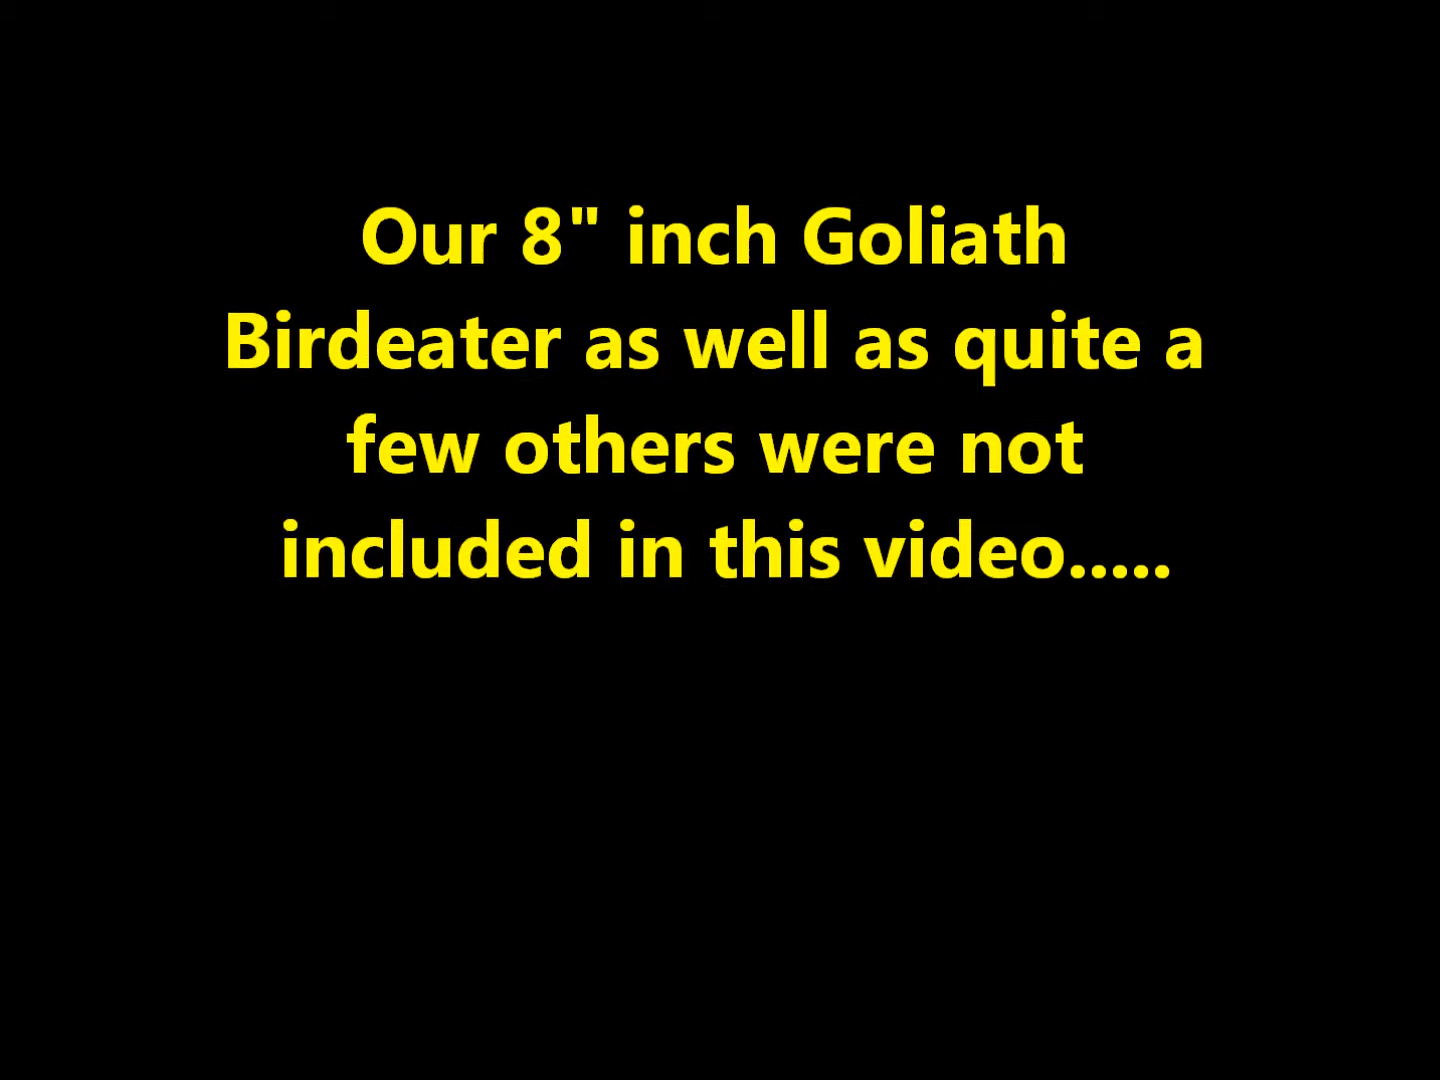 Our 8" inch Goliath
Birdeater as well as quite a
few others were not
included in this video.....